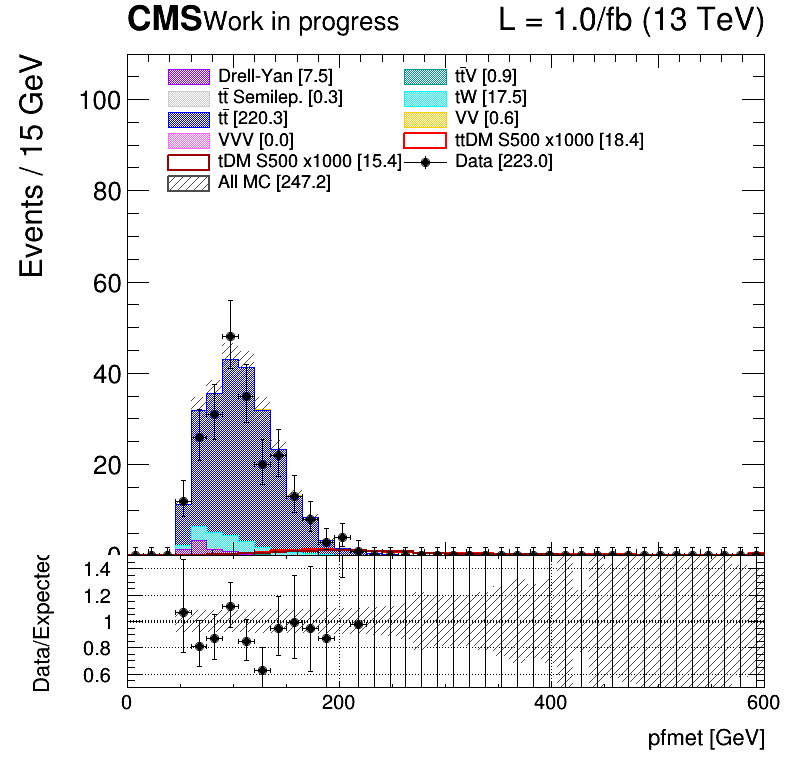 CMS Work in progress L = 1.0/fb (13 TeV)
Drell-Yan [7.5] tt̄V [0.9]
tt̄ Semilep. [0.3] tW [17.5]
tt̄ [220.3] VV [0.6]
VVV [0.0] ttDM S500 x1000 [18.4]
tDM S500 x1000 [15.4] Data [223.0]
All MC [247.2]
Events / 15 GeV
100
80
60
40
20
0
Data/Expected
1.4
1.2
1
0.8
0.6
0 200 400 600
pfmet [GeV]